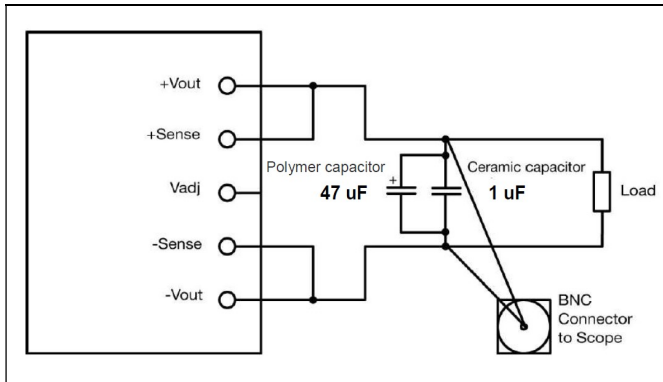 +Vout
+Sense
Vadj
-Sense
-Vout
Polymer capacitor
47 uF
+
Ceramic capacitor
1 uF
Load
BNC
Connector
to Scope